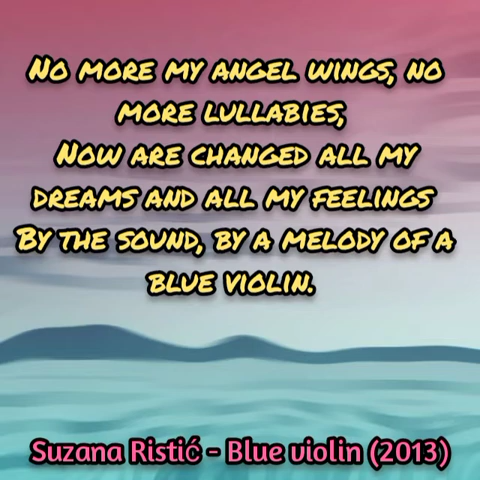 No more my angel wings, no
more lullabies,
Now are changed all my
dreams and all my feelings
By the sound, by a melody of a
blue violin.
Suzana Ristić - Blue violin (2013)